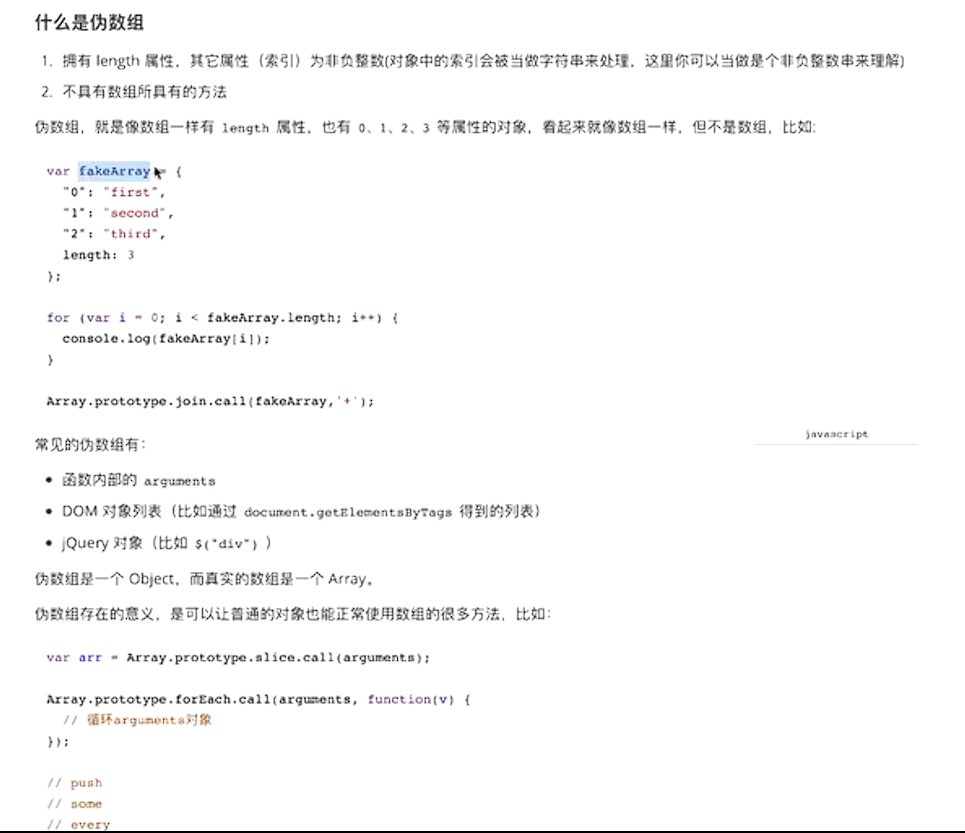 什么是伪数组
1. 拥有 length 属性，其它属性（索引）为非负整数(对象中的索引会被当做字符串来处理，这里你可以当做是个非负整数串来理解)
2. 不具有数组所具有的方法
伪数组，就是像数组一样有 length 属性，也有 0、1、2、3 等属性的对象，看起来就像数组一样，但不是数组，比如:
var fakeArray = {
"0": "first",
"1": "second",
"2": "third",
length: 3
};
for (var i = 0; i < fakeArray.length; i++) {
console.log(fakeArray[i]);
}
Array.prototype.join.call(fakeArray,'+');
javascript
常见的伪数组有:
• 函数内部的 arguments
• DOM 对象列表（比如通过 document.getElementsByTags 得到的列表）
• jQuery 对象（比如 $("div") ）
伪数组是一个 Object，而真实的数组是一个 Array。
伪数组存在的意义，是可以让普通的对象也能正常使用数组的很多方法，比如:
var arr = Array.prototype.slice.call(arguments);
Array.prototype.forEach.call(arguments, function(v) {
// 循环arguments对象
});
// push
// some
// every